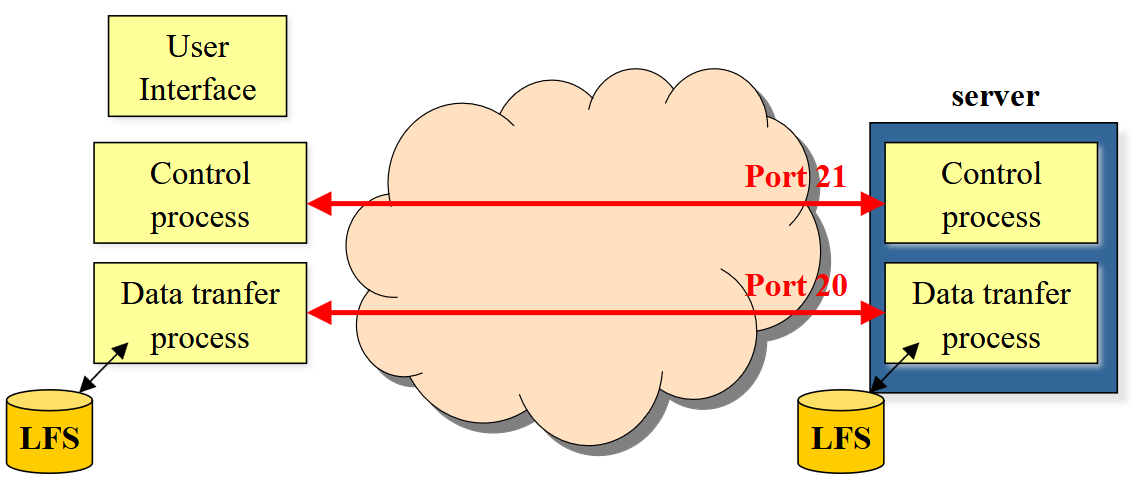 User
Interface
server
Control
process
Port 21
Control
process
Data tranfer
process
Port 20
Data tranfer
process
LFS
LFS